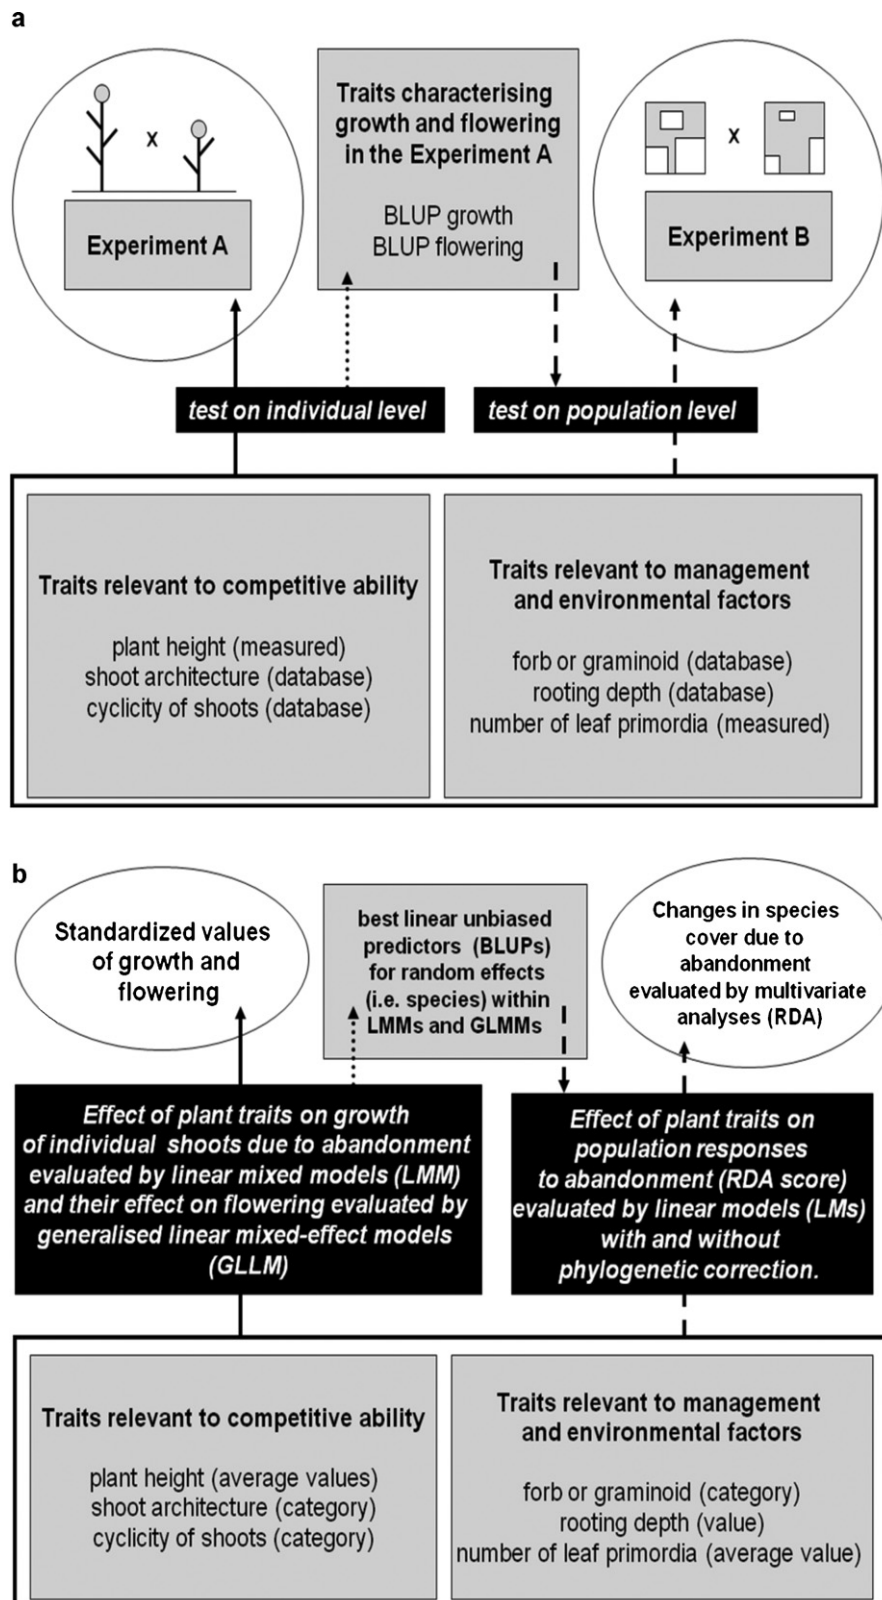 a
x
Experiment A
Traits characterising
growth and flowering
in the Experiment A
BLUP growth
BLUP flowering
x
Experiment B
test on individual level
test on population level
Traits relevant to competitive ability
plant height (measured)
shoot architecture (database)
cyclicity of shoots (database)
Traits relevant to management
and environmental factors
forb or graminoid (database)
rooting depth (database)
number of leaf primordia (measured)
b
Standardized values
of growth and
flowering
best linear unbiased
predictors (BLUPs)
for random effects
(i.e. species) within
LMMs and GLMMs
Changes in species
cover due to
abandonment
evaluated by multivariate
analyses (RDA)
Effect of plant traits on growth
of individual shoots due to abandonment
evaluated by linear mixed models (LMM)
and their effect on flowering evaluated by
generalised linear mixed-effect models
(GLLM)
Effect of plant traits on
population responses
to abandonment (RDA score)
evaluated by linear models (LMs)
with and without
phylogenetic correction.
Traits relevant to competitive ability
plant height (average values)
shoot architecture (category)
cyclicity of shoots (category)
Traits relevant to management
and environmental factors
forb or graminoid (category)
rooting depth (value)
number of leaf primordia (average value)